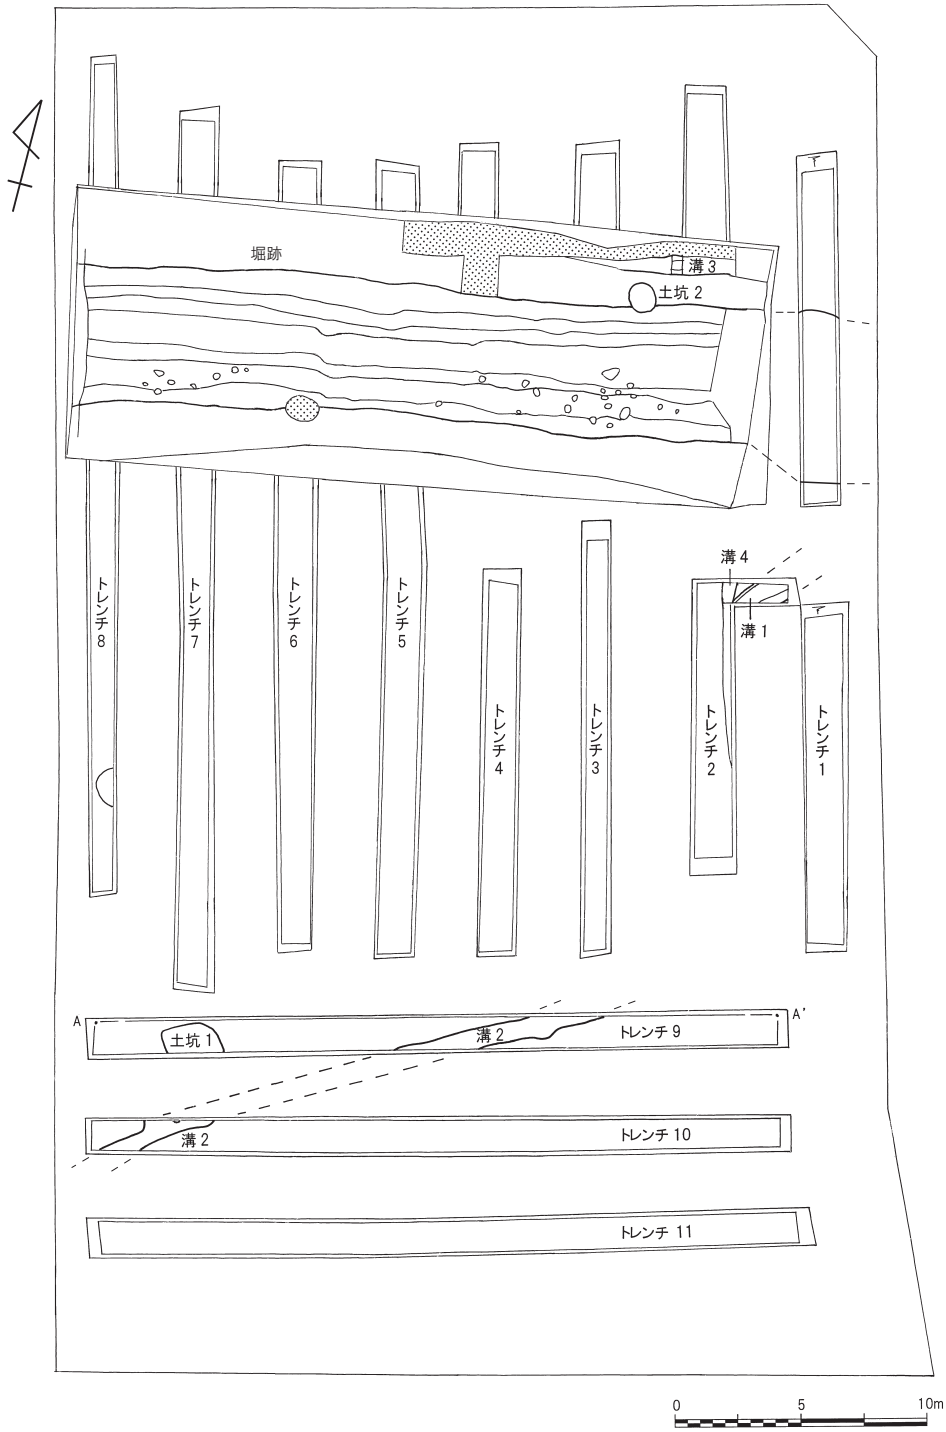 堀跡
溝 3
土坑 2
溝 4
溝 1
トレンチ 8
トレンチ 7
トレンチ 6
トレンチ 5
トレンチ 4
トレンチ 3
トレンチ 2
トレンチ 1
A
A'
土坑 1
溝 2
トレンチ 9
溝 2
トレンチ 10
トレンチ 11
0 5 10m